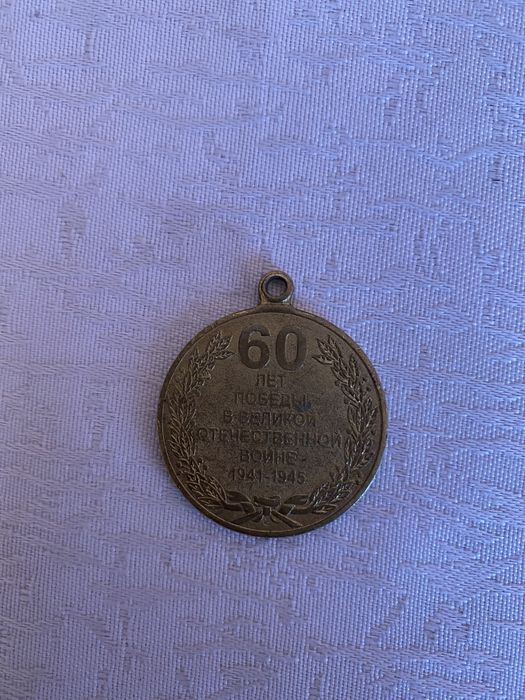 60
ЛЕТ
ПОБЕДЫ
В ВЕЛИКОЙ
ОТЕЧЕСТВЕННОЙ
ВОЙНЕ
1941-1945